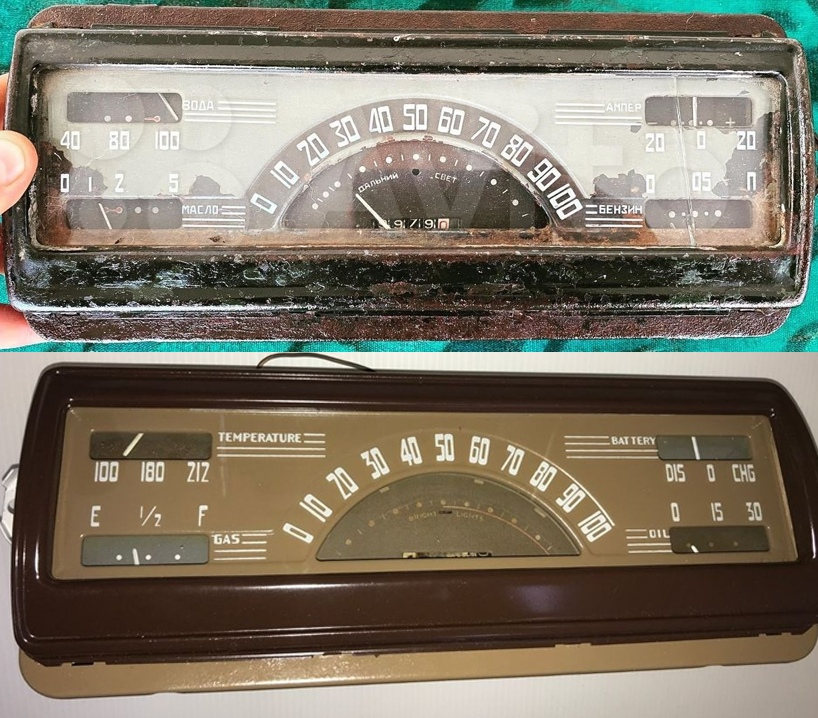 ВОДА
АМПЕР
40 80 100
20 0 20
0 1 2 5
0 05 П
МАСЛО
БЕНЗИН
0 10 20 30 40 50 60 70 80 90 100
ДАЛЬНИЙ СВЕТ
TEMPERATURE
BATTERY
100 180 212
DIS 0 CHG
E 1/2 F
0 15 30
GAS
OIL
0 10 20 30 40 50 60 70 80 90 100
BRIGHT LIGHTS